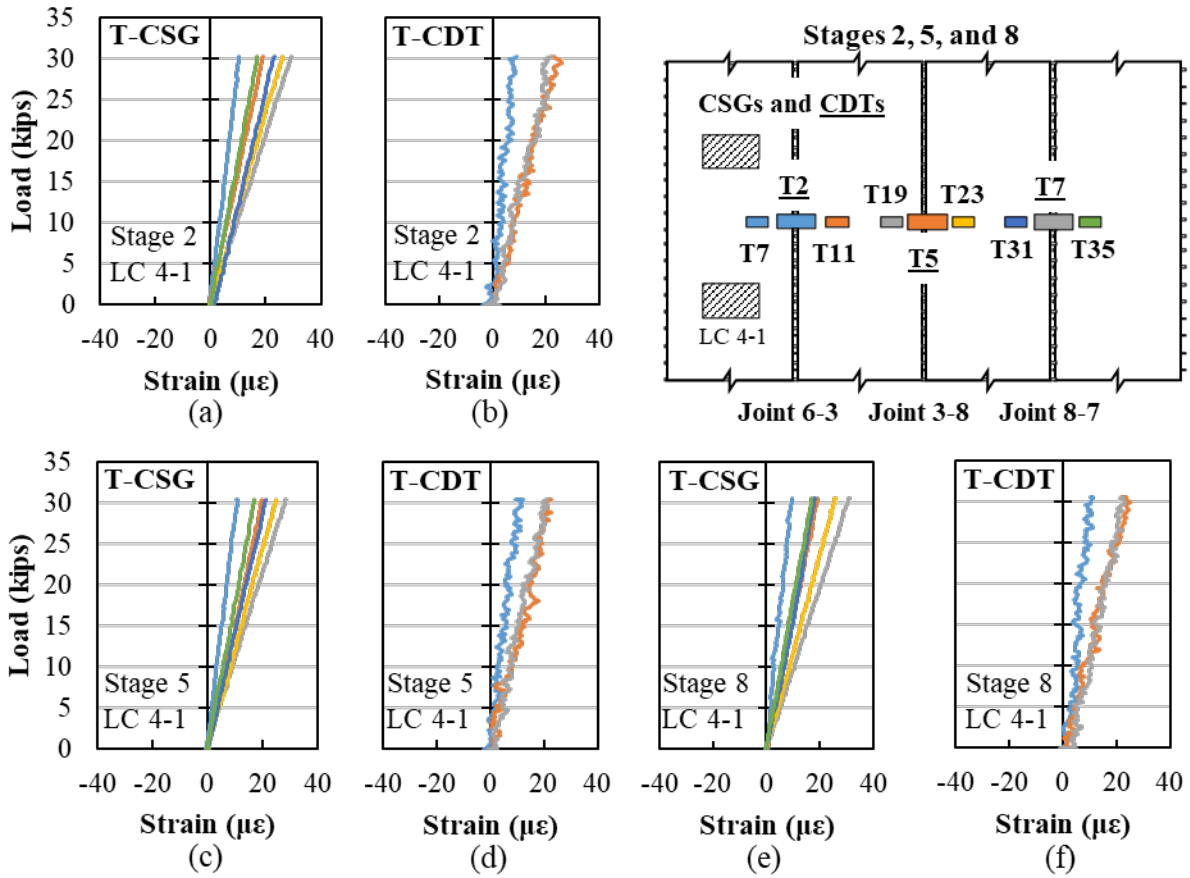 T-CSG
Load (kips)
35
30
25
20
15
10
5
0
Stage 2
LC 4-1
-40 -20 0 20 40
Strain (με)
(a)
T-CDT
Stage 2
LC 4-1
-40 -20 0 20 40
Strain (με)
(b)
Stages 2, 5, and 8
CSGs and CDTs
T2
T19
T23
T7
T7
T11
T5
T31
T35
LC 4-1
Joint 6-3
Joint 3-8
Joint 8-7
T-CSG
Load (kips)
35
30
25
20
15
10
5
0
Stage 5
LC 4-1
-40 -20 0 20 40
Strain (με)
(c)
T-CDT
Stage 5
LC 4-1
-40 -20 0 20 40
Strain (με)
(d)
T-CSG
Stage 8
LC 4-1
-40 -20 0 20 40
Strain (με)
(e)
T-CDT
Stage 8
LC 4-1
-40 -20 0 20 40
Strain (με)
(f)